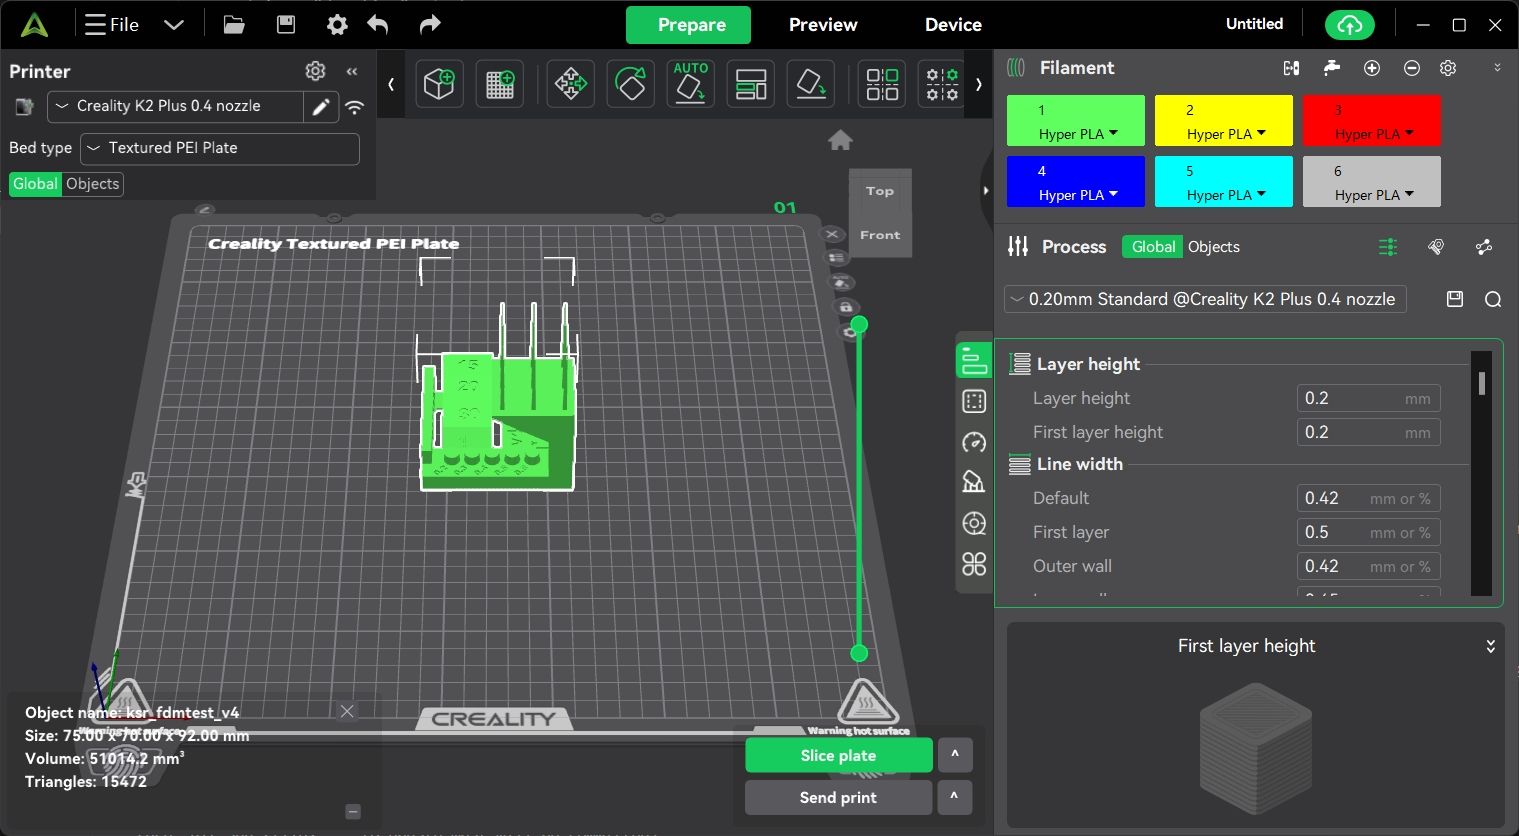 File
Prepare
Preview
Device
Untitled
Printer
Creality K2 Plus 0.4 nozzle
Bed type
Textured PEI Plate
Global
Objects
AUTO
01
Top
Front
Creality Textured PEI Plate
15
20
30
CREALITY
Warning hot surface
Object name: ksr_fdmtest_v4
Size: 75.00 x 70.00 x 92.00 mm
Volume: 51014.2 mm³
Triangles: 15472
Slice plate
Send print
Filament
1
Hyper PLA
2
Hyper PLA
3
Hyper PLA
4
Hyper PLA
5
Hyper PLA
6
Hyper PLA
Process
Global
Objects
0.20mm Standard @Creality K2 Plus 0.4 nozzle
Layer height
Layer height 0.2 mm
First layer height 0.2 mm
Line width
Default 0.42 mm or %
First layer 0.5 mm or %
Outer wall 0.42 mm or %
First layer height